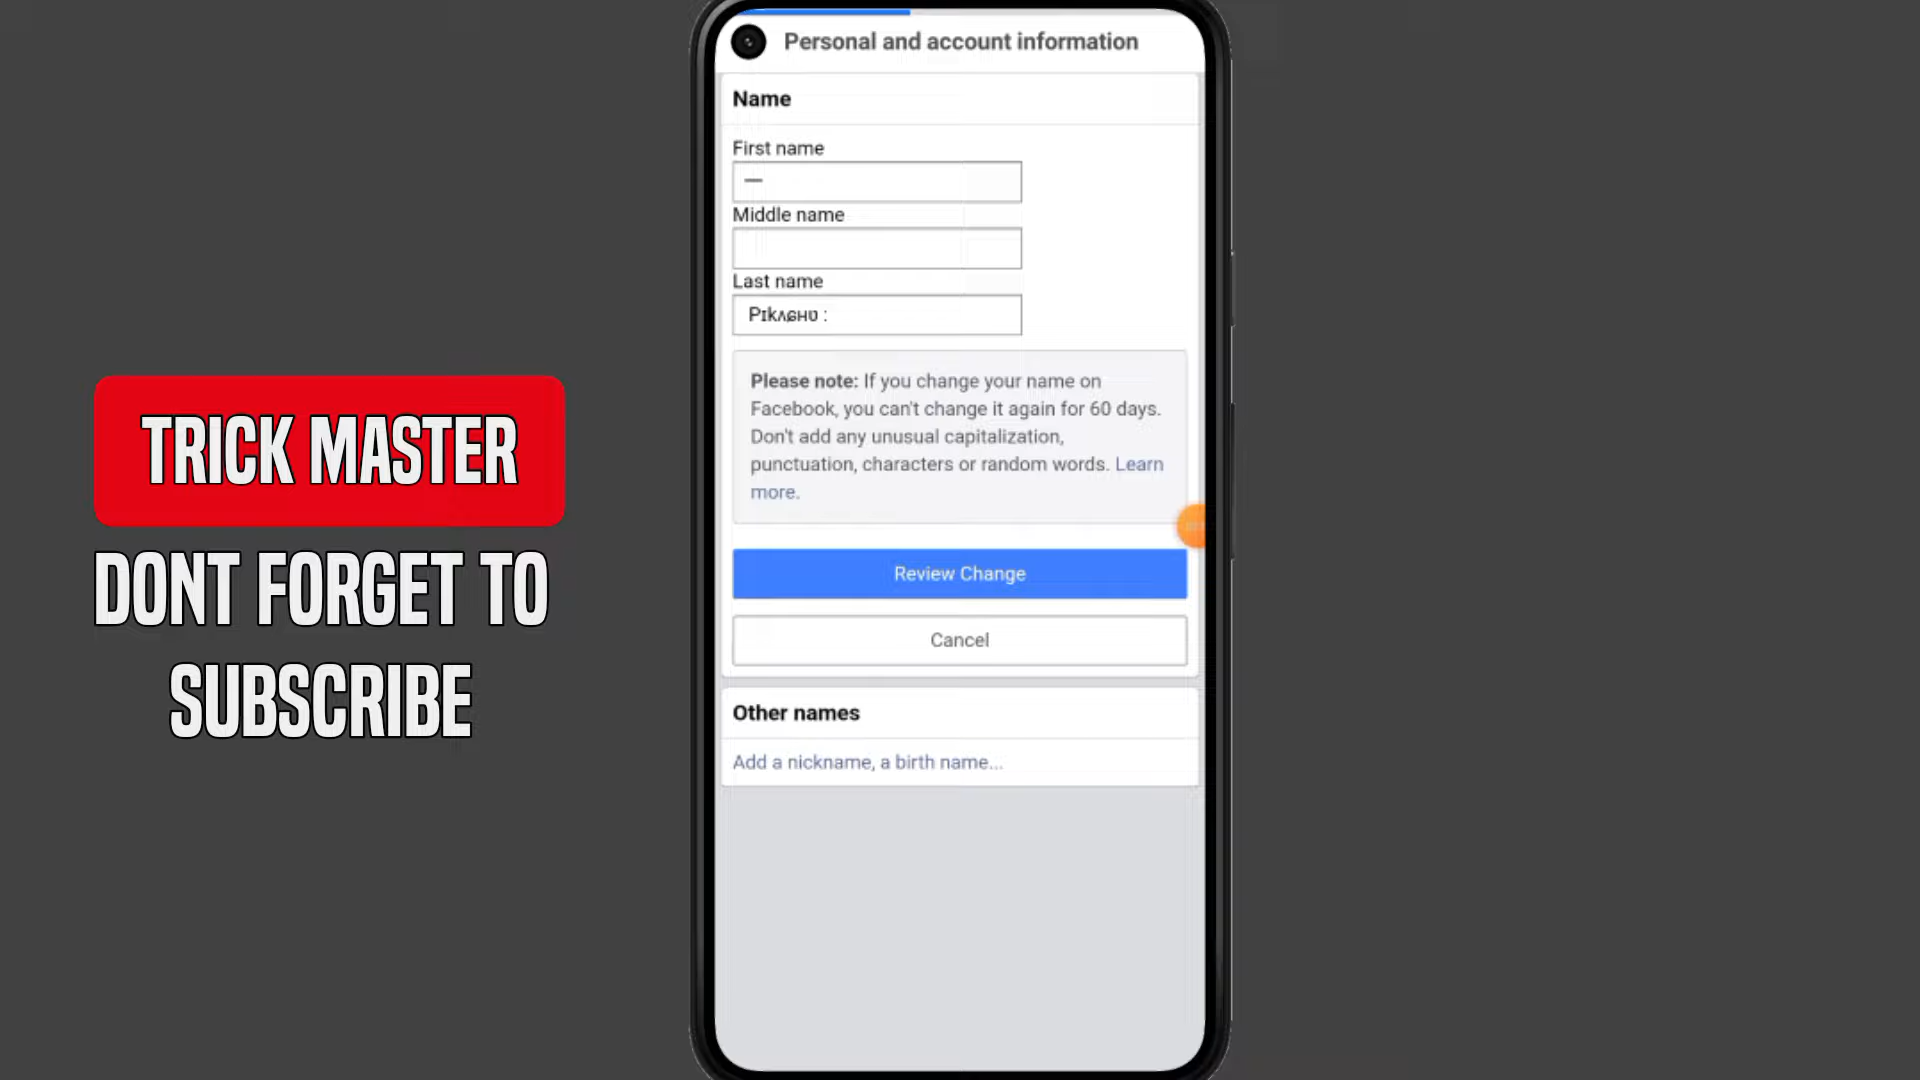 TRICK MASTER
DONT FORGET TO
SUBSCRIBE
Personal and account information
Name
First name
—
Middle name
Last name
Pɪkʌɕʜʋ :
Please note: If you change your name on
Facebook, you can't change it again for 60 days.
Don't add any unusual capitalization,
punctuation, characters or random words. Learn
more.
Review Change
Cancel
Other names
Add a nickname, a birth name...